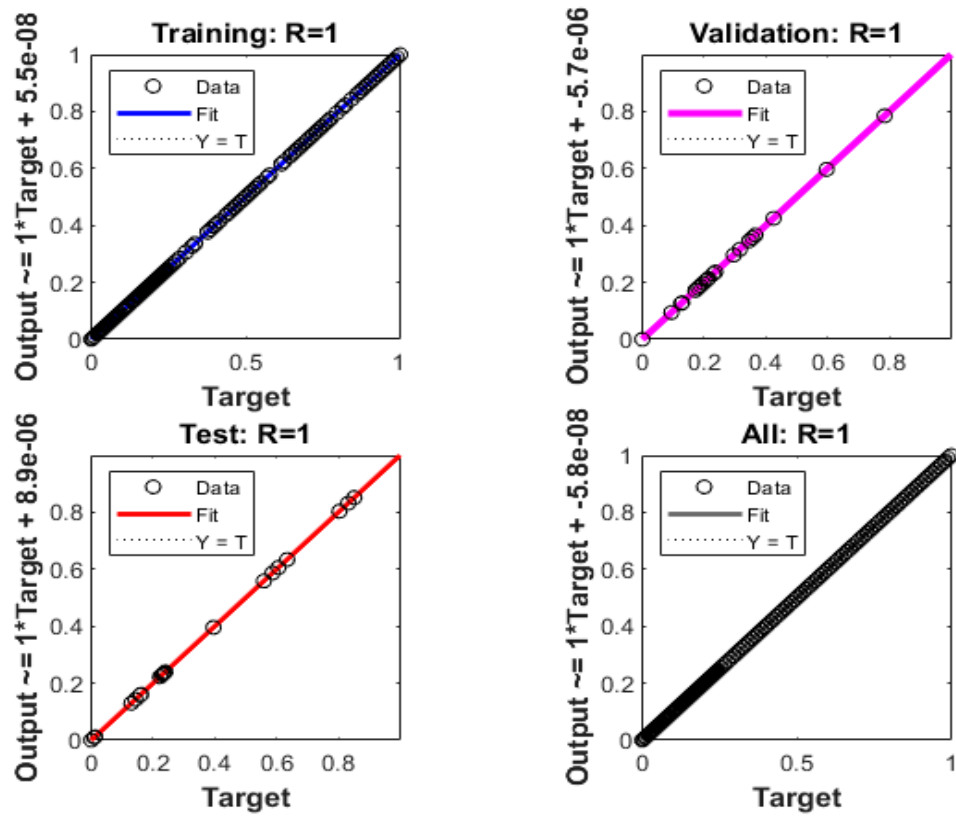 Training: R=1
Output ~= 1*Target + 5.5e-08
Data
Fit
Y = T
1
0.8
0.6
0.4
0.2
0
0 0.5 1
Target
Validation: R=1
Output ~= 1*Target + -5.7e-06
Data
Fit
Y = T
0.8
0.6
0.4
0.2
0
0 0.2 0.4 0.6 0.8
Target
Test: R=1
Output ~= 1*Target + 8.9e-06
Data
Fit
Y = T
0.8
0.6
0.4
0.2
0
0 0.2 0.4 0.6 0.8
Target
All: R=1
Output ~= 1*Target + -5.8e-08
Data
Fit
Y = T
1
0.8
0.6
0.4
0.2
0
0 0.5 1
Target